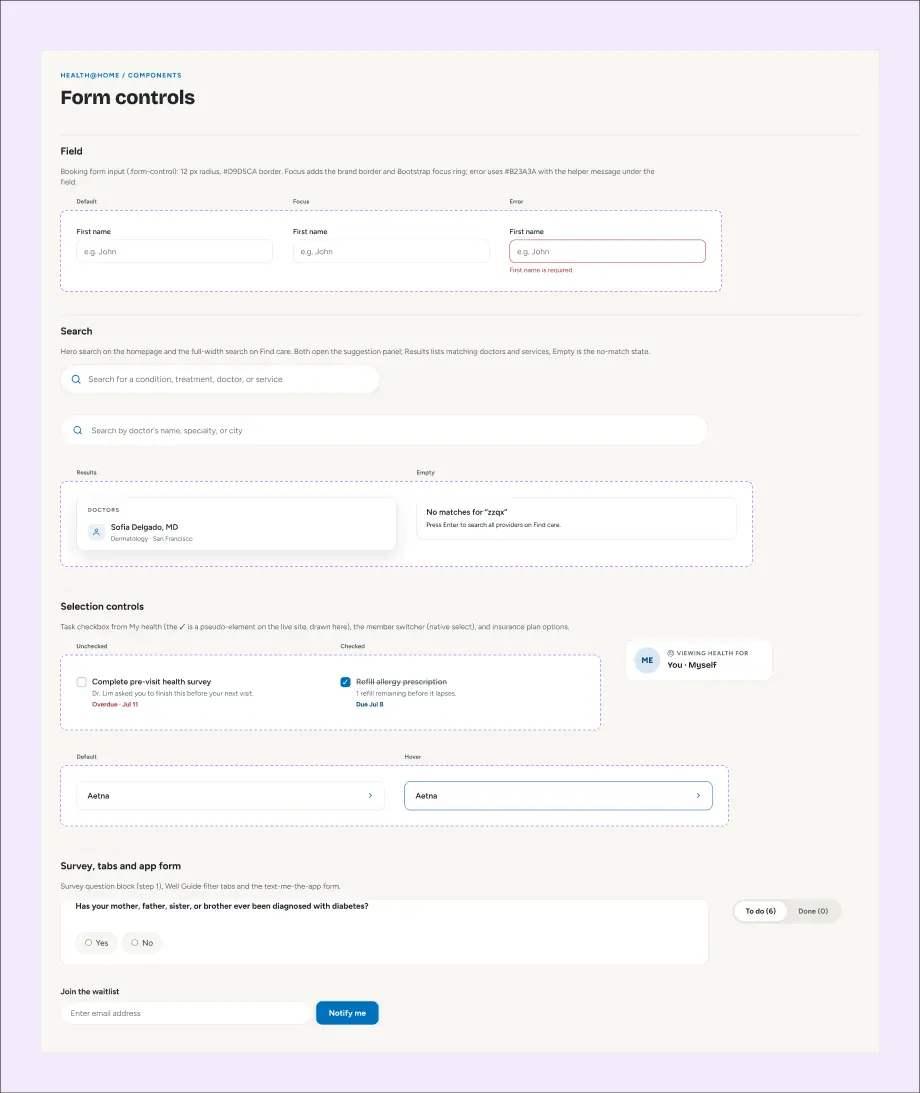 HEALTH@HOME / COMPONENTS
Form controls
Field
Booking form input (.form-control): 12 px radius, #D9D5CA border. Focus adds the brand border and Bootstrap focus ring; error uses #B23A3A with the helper message under the
field.
Default Focus Error
First name First name First name
e.g. John e.g. John e.g. John
First name is required
Search
Hero search on the homepage and the full-width search on Find care. Both open the suggestion panel; Results lists matching doctors and services, Empty is the no-match state.
Search for a condition, treatment, doctor, or service
Search by doctor's name, specialty, or city
Results Empty
DOCTORS
Sofia Delgado, MD
Dermatology · San Francisco
No matches for “zzqx”
Press Enter to search all providers on Find care.
Selection controls
Task checkbox from My health (the ✓ is a pseudo-element on the live site, drawn here), the member switcher (native select), and insurance plan options.
Unchecked Checked
Complete pre-visit health survey
Dr. Lim asked you to finish this before your next visit.
Overdue · Jul 11
Refill allergy prescription
1 refill remaining before it lapses.
Due Jul 8
ME
VIEWING HEALTH FOR
You · Myself
Default Hover
Aetna Aetna
Survey, tabs and app form
Survey question block (step 1), Well Guide filter tabs and the text-me-the-app form.
Has your mother, father, sister, or brother ever been diagnosed with diabetes?
Yes No
To do (6) Done (0)
Join the waitlist
Enter email address Notify me